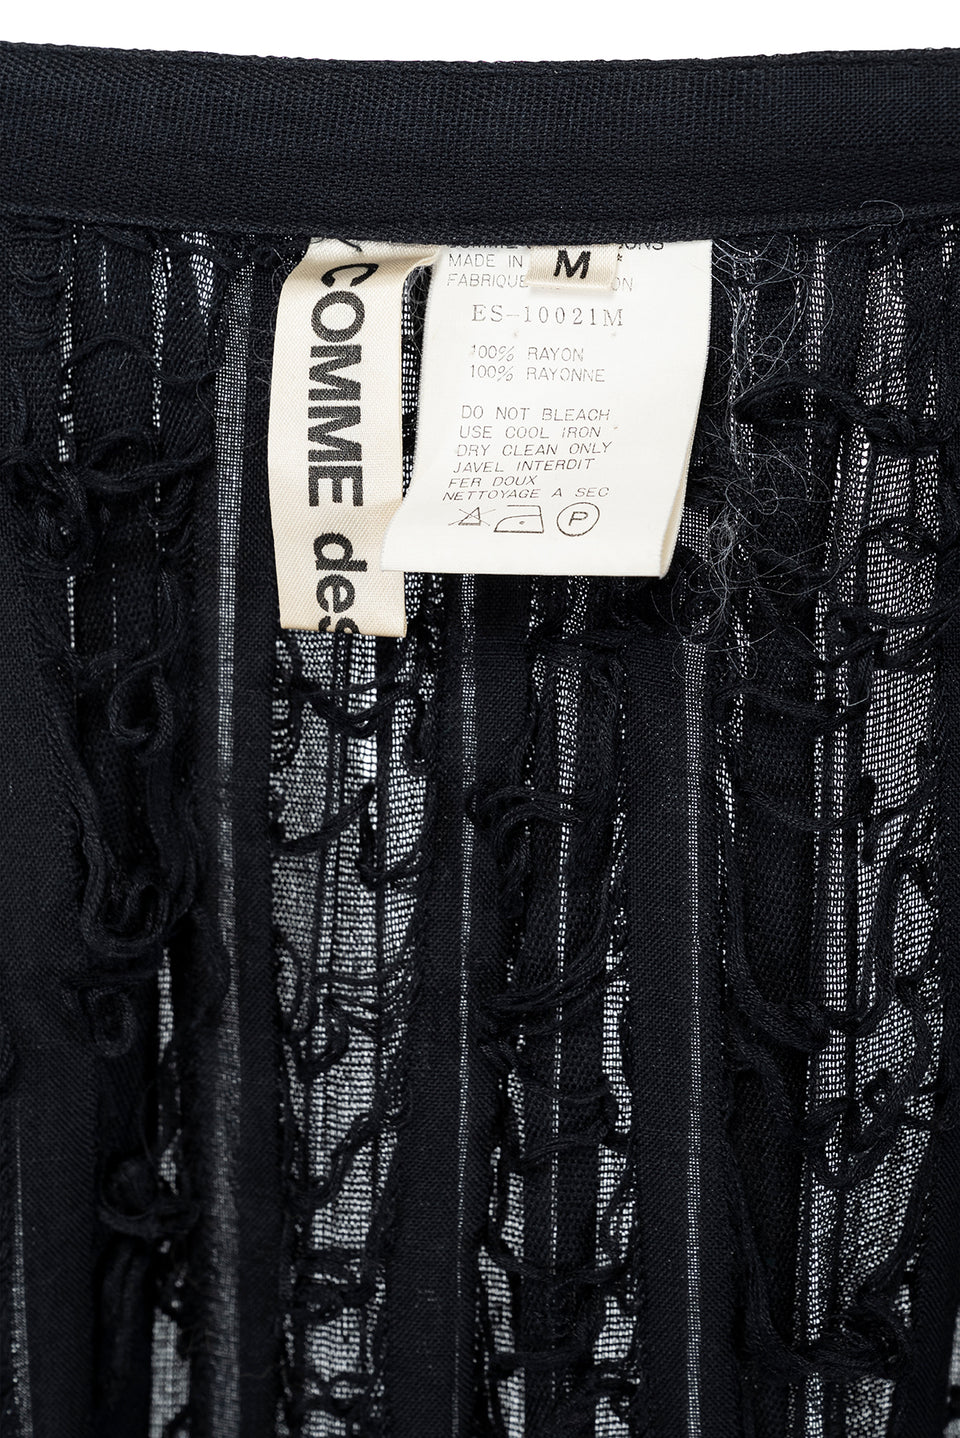 COMME des
M
MADE IN
FABRIQUE
ES-10021M
100% RAYON
100% RAYONNE
DO NOT BLEACH
USE COOL IRON
DRY CLEAN ONLY
JAVEL INTERDIT
FER DOUX
NETTOYAGE A SEC
P